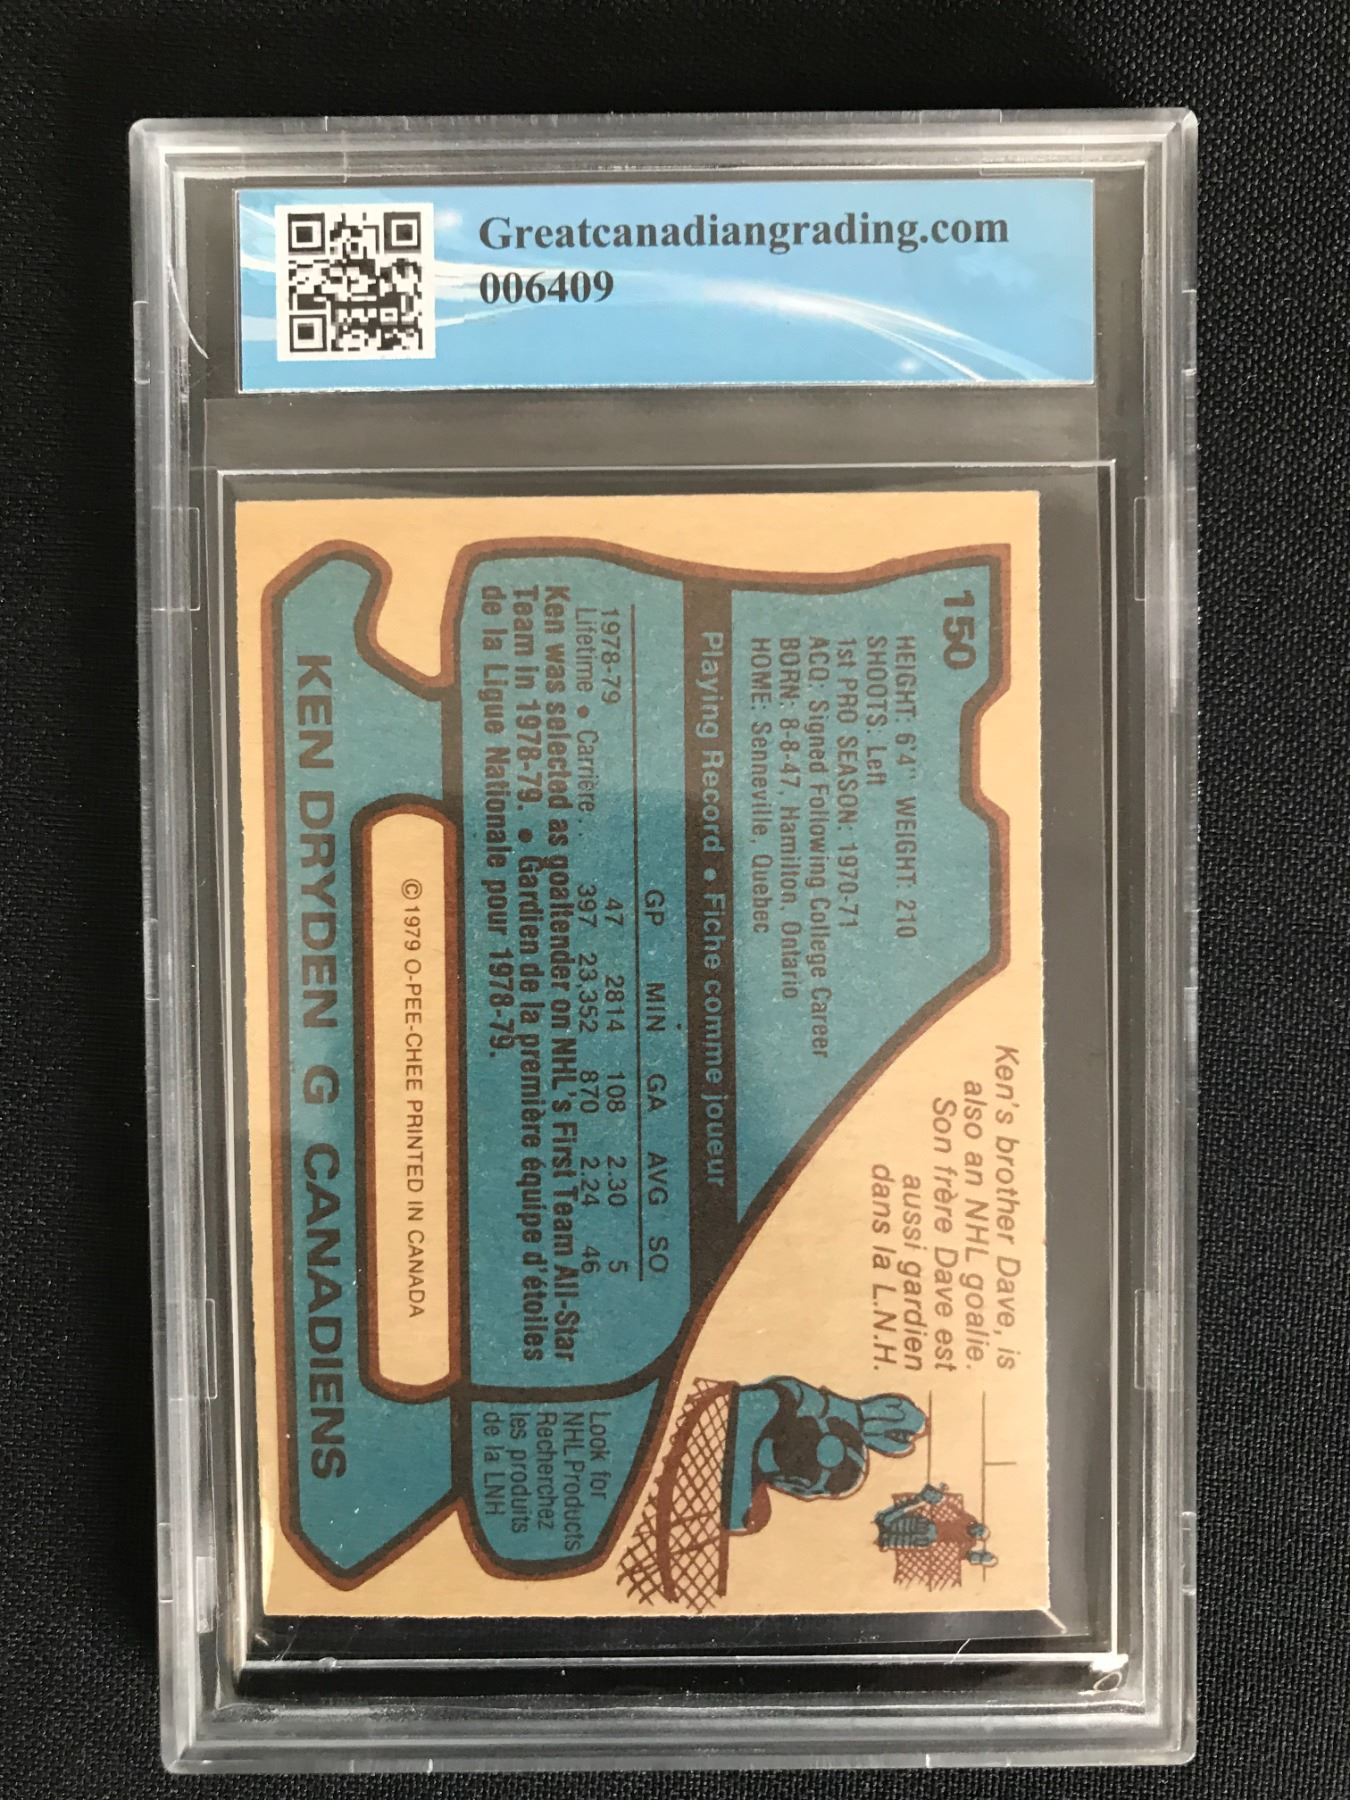 Greatcanadiangrading.com
006409
150
HEIGHT: 6'4" WEIGHT: 210
SHOOTS: Left
1st PRO SEASON: 1970-71
ACQ: Signed Following College Career
BORN: 8-8-47, Hamilton, Ontario
HOME: Senneville, Quebec
Ken's brother Dave, is
also an NHL goalie.
Son frère Dave est
aussi gardien
dans la L.N.H.
Playing Record • Fiche comme joueur
GP MIN GA AVG SO
1978-79 47 2814 108 2.30 5
Lifetime • Carrière . 397 23,352 870 2.24 46
Ken was selected as goaltender on NHL's First Team All-Star
Team in 1978-79. • Gardien de la première équipe d'étoiles
de la Ligue Nationale pour 1978-79.
Look for
NHL Products
Recherchez
les produits
de la LNH
© 1979 O-PEE-CHEE PRINTED IN CANADA
KEN DRYDEN G CANADIENS